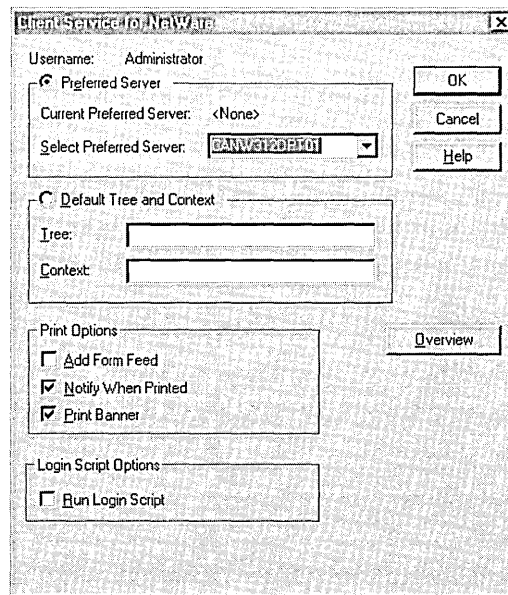 Client Service for NetWare
Username: Administrator
Preferred Server
Current Preferred Server: <None>
Select Preferred Server: CANW312DPT01
Default Tree and Context
Tree:
Context:
Print Options
Add Form Feed
Notify When Printed
Print Banner
Login Script Options
Run Login Script
OK
Cancel
Help
Overview